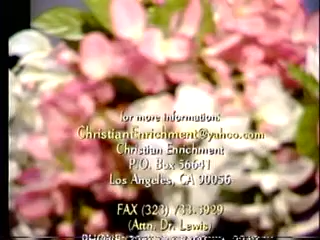 for more information:
ChristianEnrichment@yahoo.com
Christian Enrichment
P.O. Box 56641
Los Angeles, CA 90056
FAX (323) 733-3929
(Attn. Dr. Lewis)
PHONE: